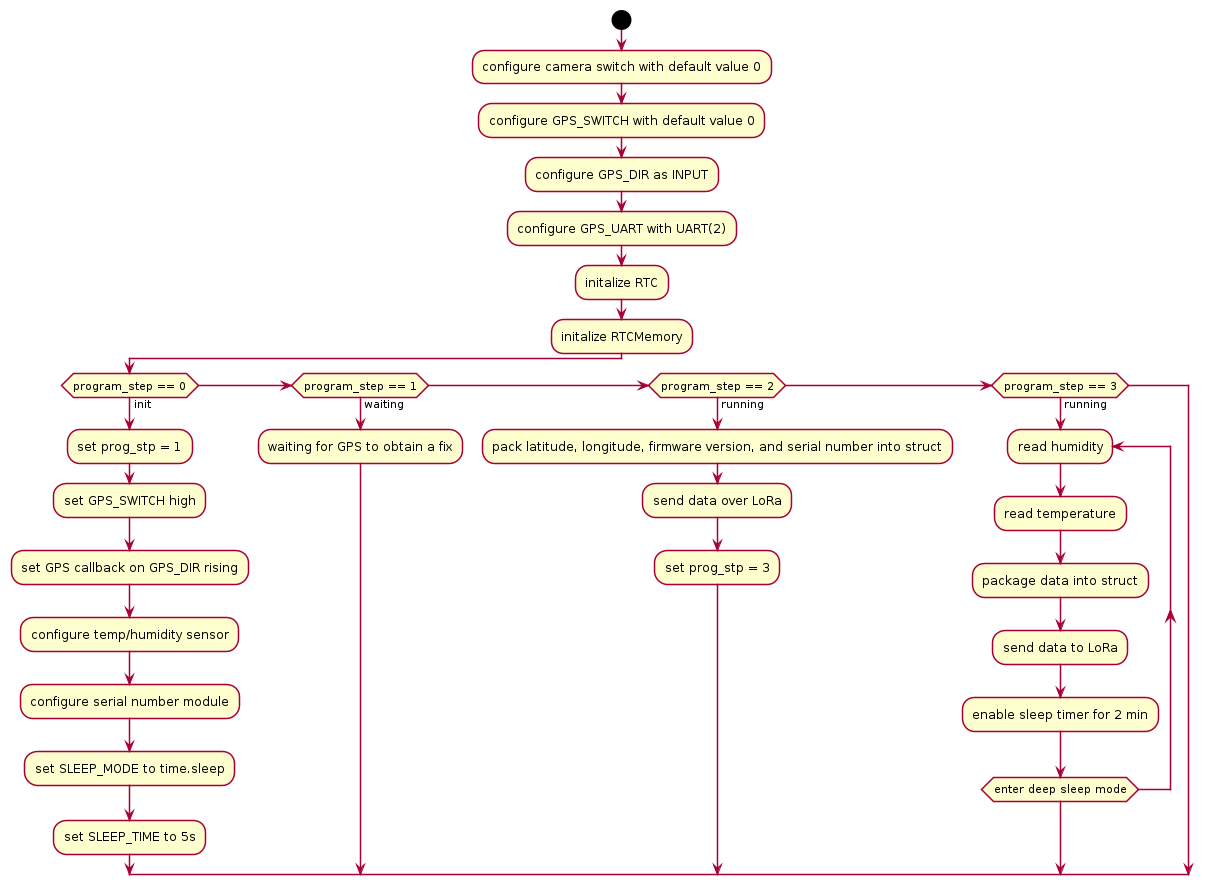 configure camera switch with default value 0
configure GPS_SWITCH with default value 0
configure GPS_DIR as INPUT
configure GPS_UART with UART(2)
initalize RTC
initalize RTCMemory
program_step == 0
init
set prog_stp = 1
set GPS_SWITCH high
set GPS callback on GPS_DIR rising
configure temp/humidity sensor
configure serial number module
set SLEEP_MODE to time.sleep
set SLEEP_TIME to 5s
program_step == 1
waiting
waiting for GPS to obtain a fix
program_step == 2
running
pack latitude, longitude, firmware version, and serial number into struct
send data over LoRa
set prog_stp = 3
program_step == 3
running
read humidity
read temperature
package data into struct
send data to LoRa
enable sleep timer for 2 min
enter deep sleep mode